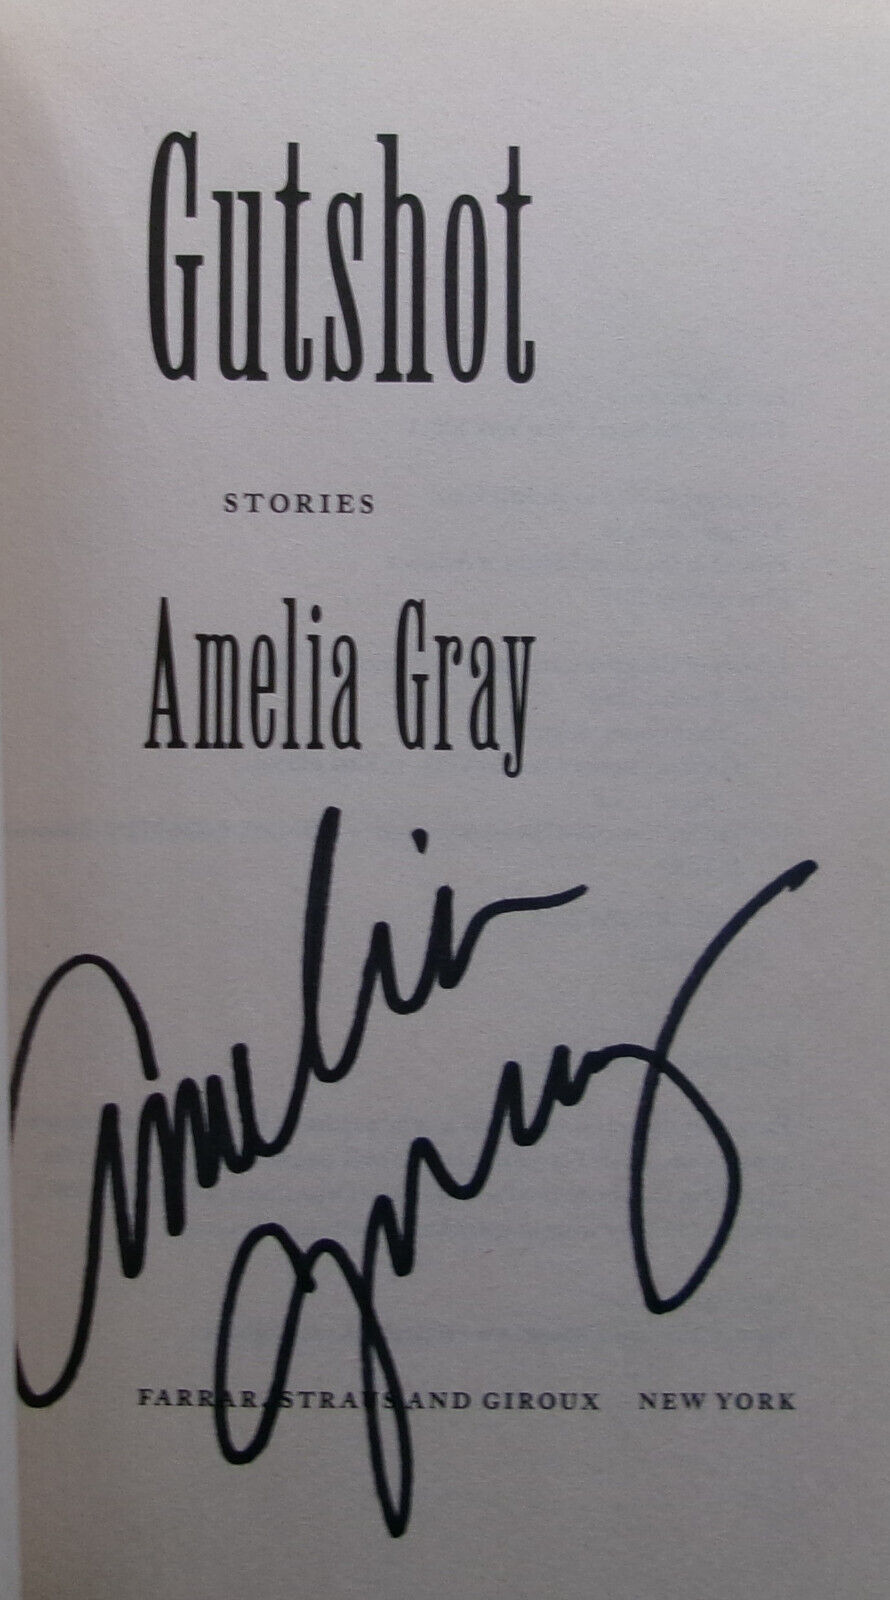 Gutshot
STORIES
Amelia Gray
Amelia
Gray
FARRAR, STRAUS AND GIROUX NEW YORK